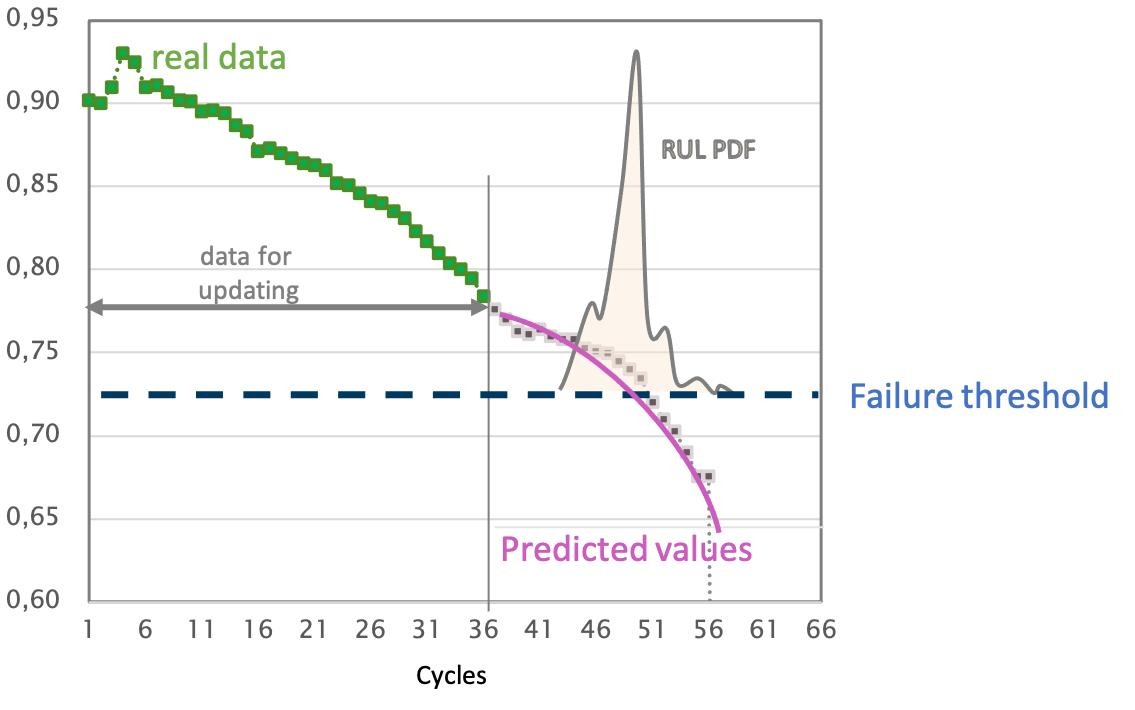 0,95
real data
0,90
RUL PDF
0,85
data for
updating
0,80
0,75
Failure threshold
0,70
0,65
Predicted values
0,60
1 6 11 16 21 26 31 36 41 46 51 56 61 66
Cycles